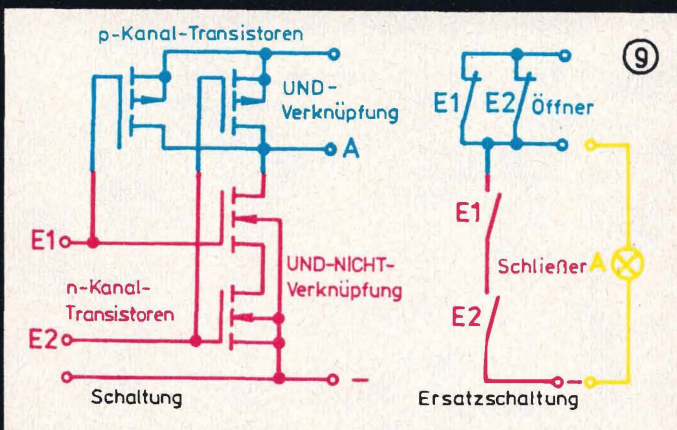 p-Kanal-Transistoren
UND-
Verknüpfung
A
E1
UND-NICHT-
Verknüpfung
n-Kanal-
Transistoren
E2
-
Schaltung
⑨
E1 E2 Öffner
E1
Schließer A
E2
-
Ersatzschaltung